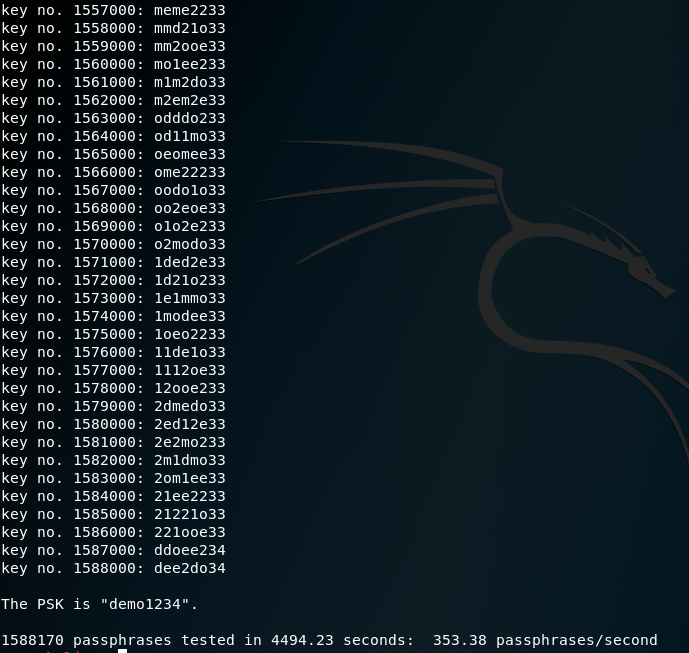 key no. 1557000: meme2233
key no. 1558000: mmd21o33
key no. 1559000: mm2ooe33
key no. 1560000: mo1ee233
key no. 1561000: m1m2do33
key no. 1562000: m2em2e33
key no. 1563000: odddo233
key no. 1564000: od11mo33
key no. 1565000: oeomee33
key no. 1566000: ome22233
key no. 1567000: oodo1o33
key no. 1568000: oo2eoe33
key no. 1569000: o1o2e233
key no. 1570000: o2modo33
key no. 1571000: 1ded2e33
key no. 1572000: 1d21o233
key no. 1573000: 1e1mmo33
key no. 1574000: 1modee33
key no. 1575000: 1oeo2233
key no. 1576000: 11de1o33
key no. 1577000: 1112oe33
key no. 1578000: 12ooe233
key no. 1579000: 2dmedo33
key no. 1580000: 2ed12e33
key no. 1581000: 2e2mo233
key no. 1582000: 2m1dmo33
key no. 1583000: 2om1ee33
key no. 1584000: 21ee2233
key no. 1585000: 21221o33
key no. 1586000: 221ooe33
key no. 1587000: ddoee234
key no. 1588000: dee2do34
The PSK is "demo1234".
1588170 passphrases tested in 4494.23 seconds:  353.38 passphrases/second